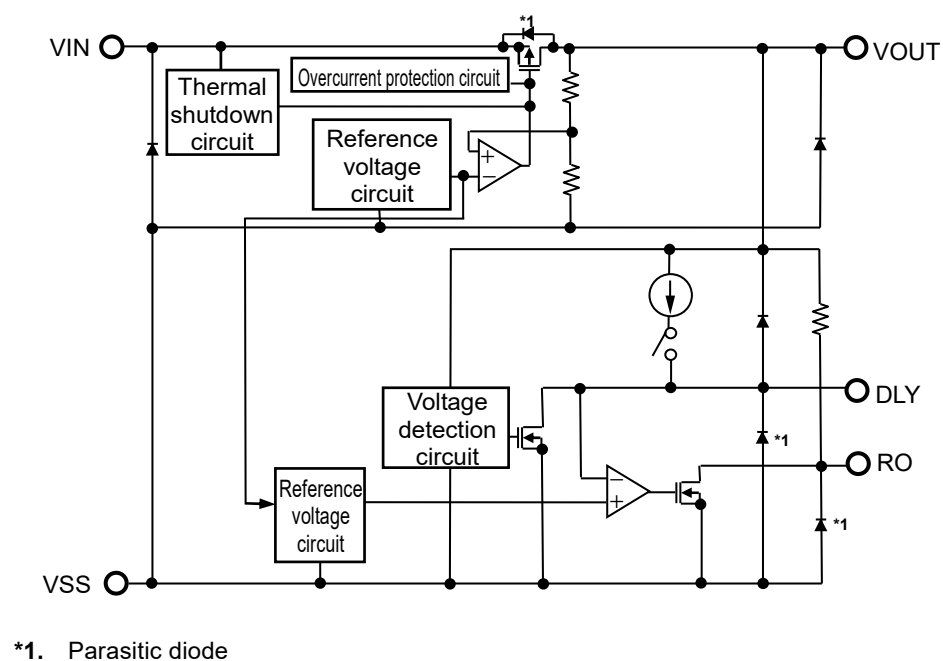 *1
VIN
VOUT
Overcurrent protection circuit
Thermal
shutdown
circuit
Reference
voltage
circuit
+
−
DLY
Voltage
detection
circuit
*1
RO
Reference
voltage
circuit
−
+
*1
VSS
*1. Parasitic diode